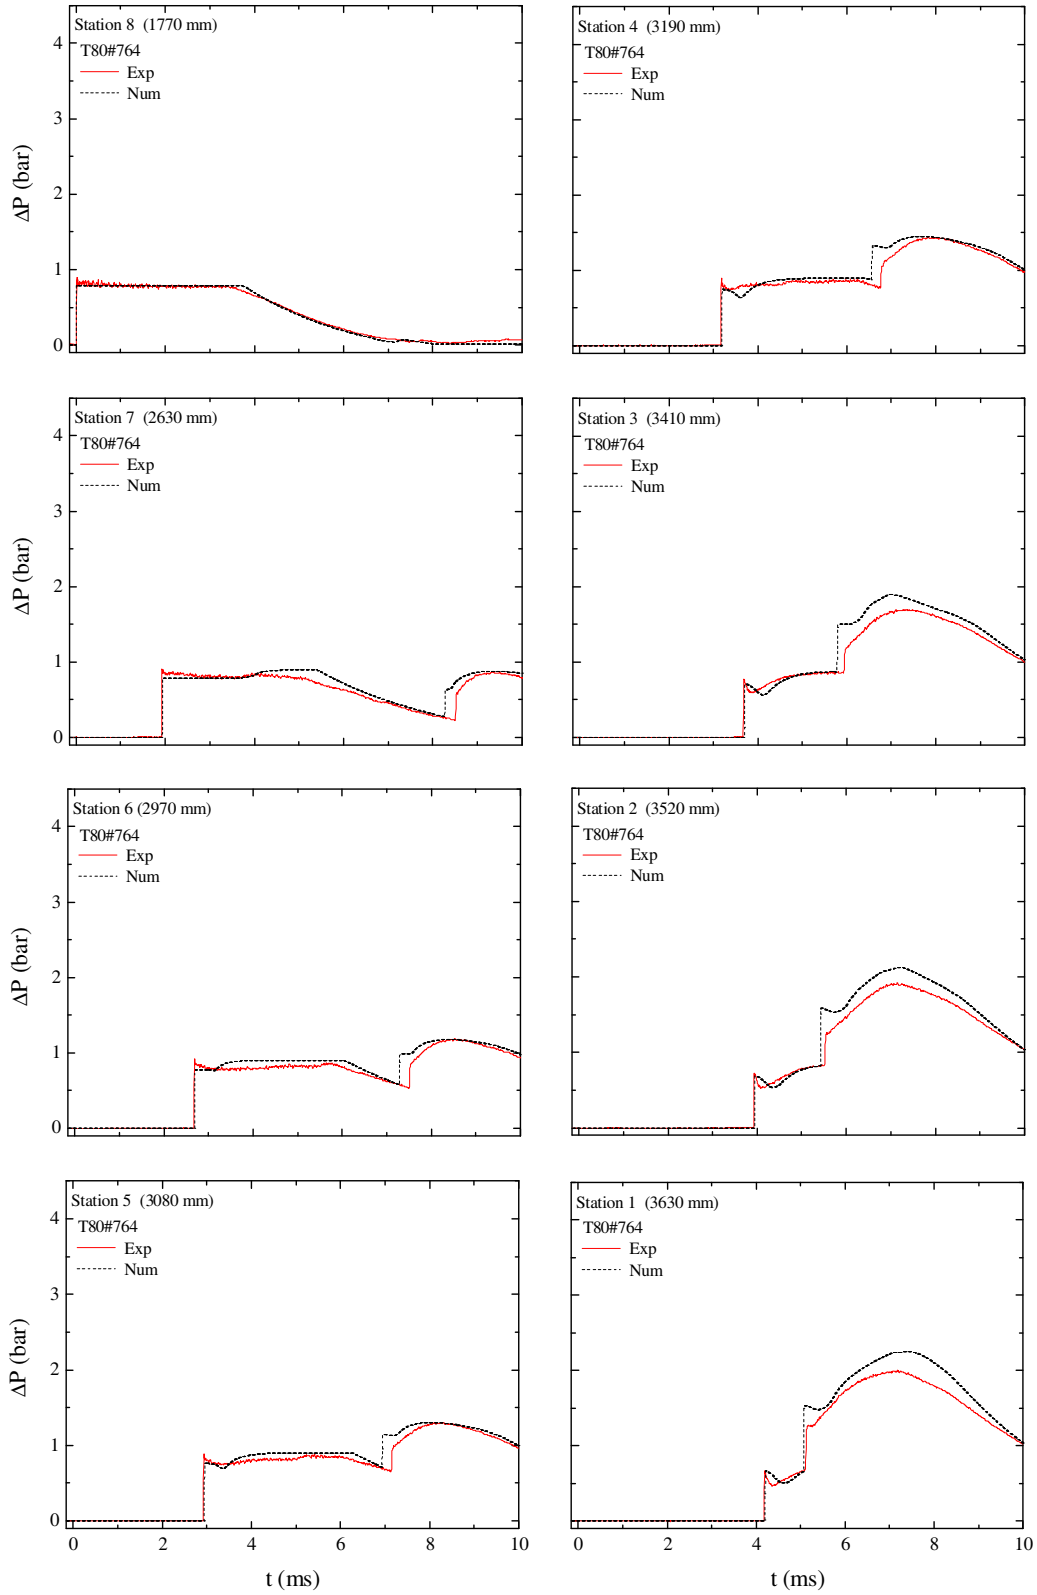 Station 8 (1770 mm)
T80#764
Exp
Num
4
3
2
1
0
ΔP (bar)
Station 4 (3190 mm)
T80#764
Exp
Num
Station 7 (2630 mm)
T80#764
Exp
Num
4
3
2
1
0
ΔP (bar)
Station 3 (3410 mm)
T80#764
Exp
Num
Station 6 (2970 mm)
T80#764
Exp
Num
4
3
2
1
0
ΔP (bar)
Station 2 (3520 mm)
T80#764
Exp
Num
Station 5 (3080 mm)
T80#764
Exp
Num
4
3
2
1
0
ΔP (bar)
0 2 4 6 8 10
t (ms)
Station 1 (3630 mm)
T80#764
Exp
Num
0 2 4 6 8 10
t (ms)